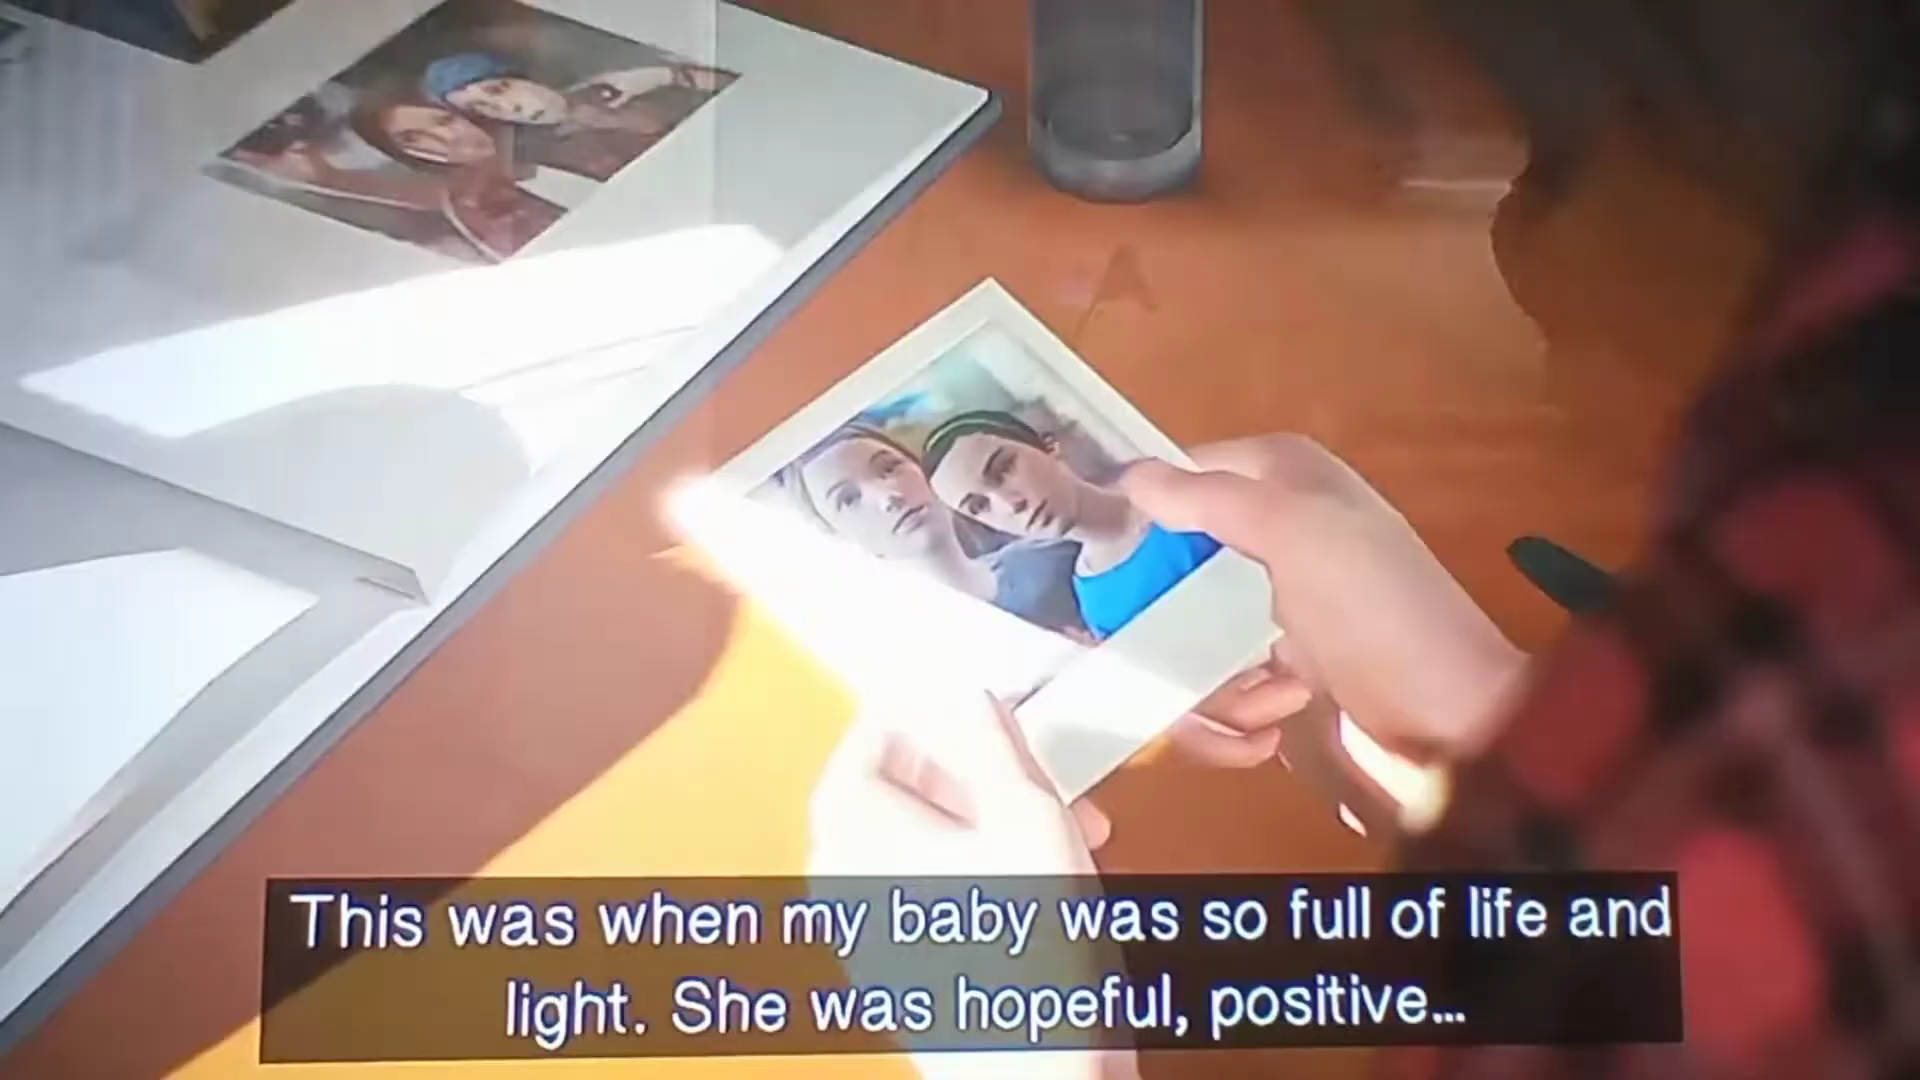 This was when my baby was so full of life and
light. She was hopeful, positive...